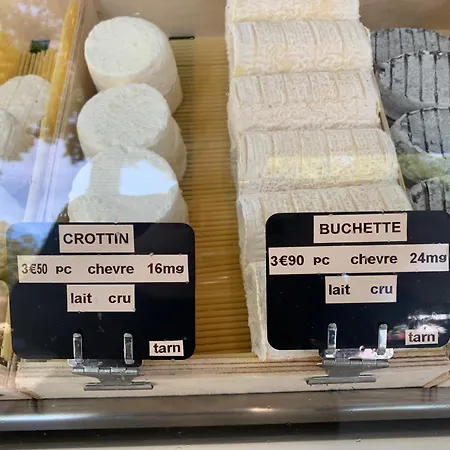 CROTTIN
3€50 pc chevre 16mg
lait cru
tarn
BUCHETTE
3€90 pc chevre 24mg
lait cru
tarn